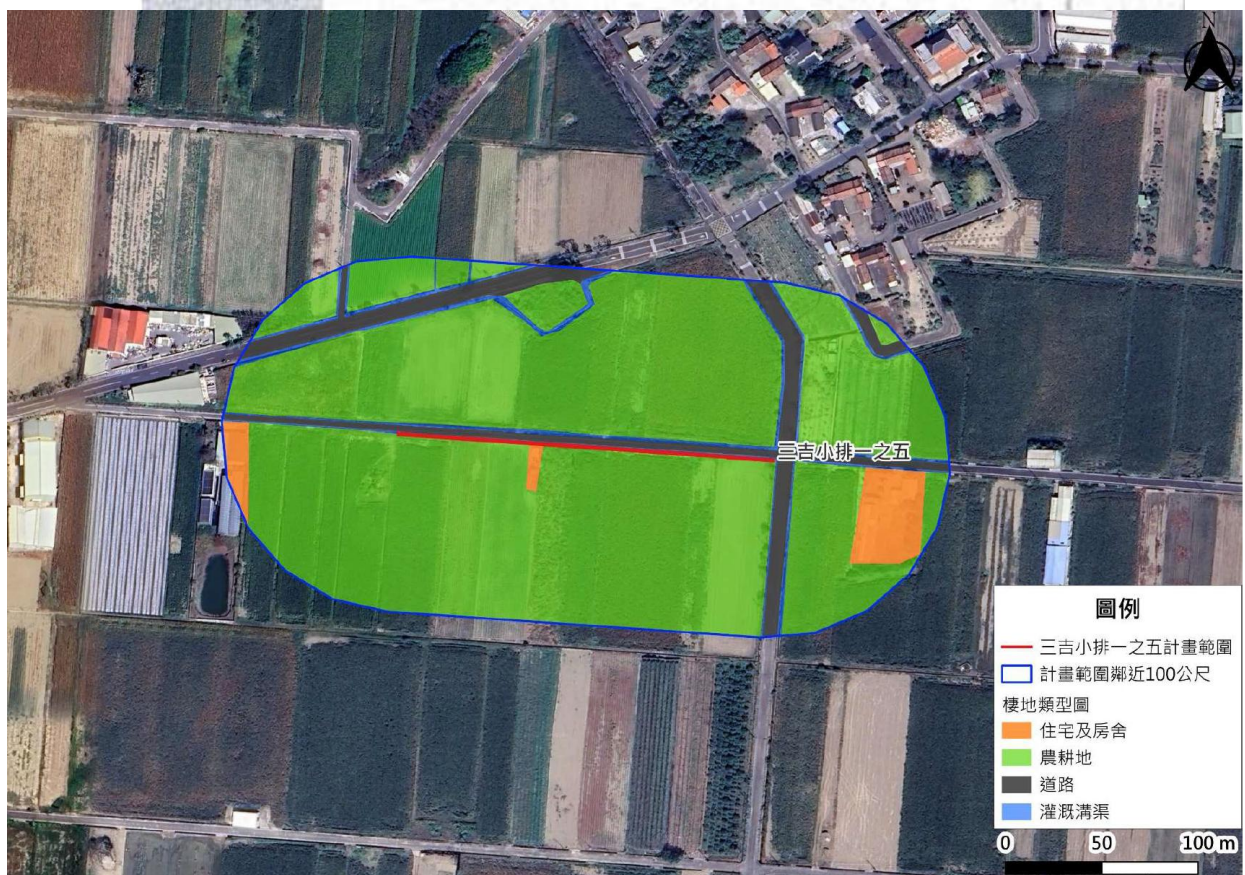 N
三吉小排一之五
圖例
三吉小排一之五計畫範圍
計畫範圍鄰近100公尺
棲地類型圖
住宅及房舍
農耕地
道路
灌溉溝渠
0 50 100 m